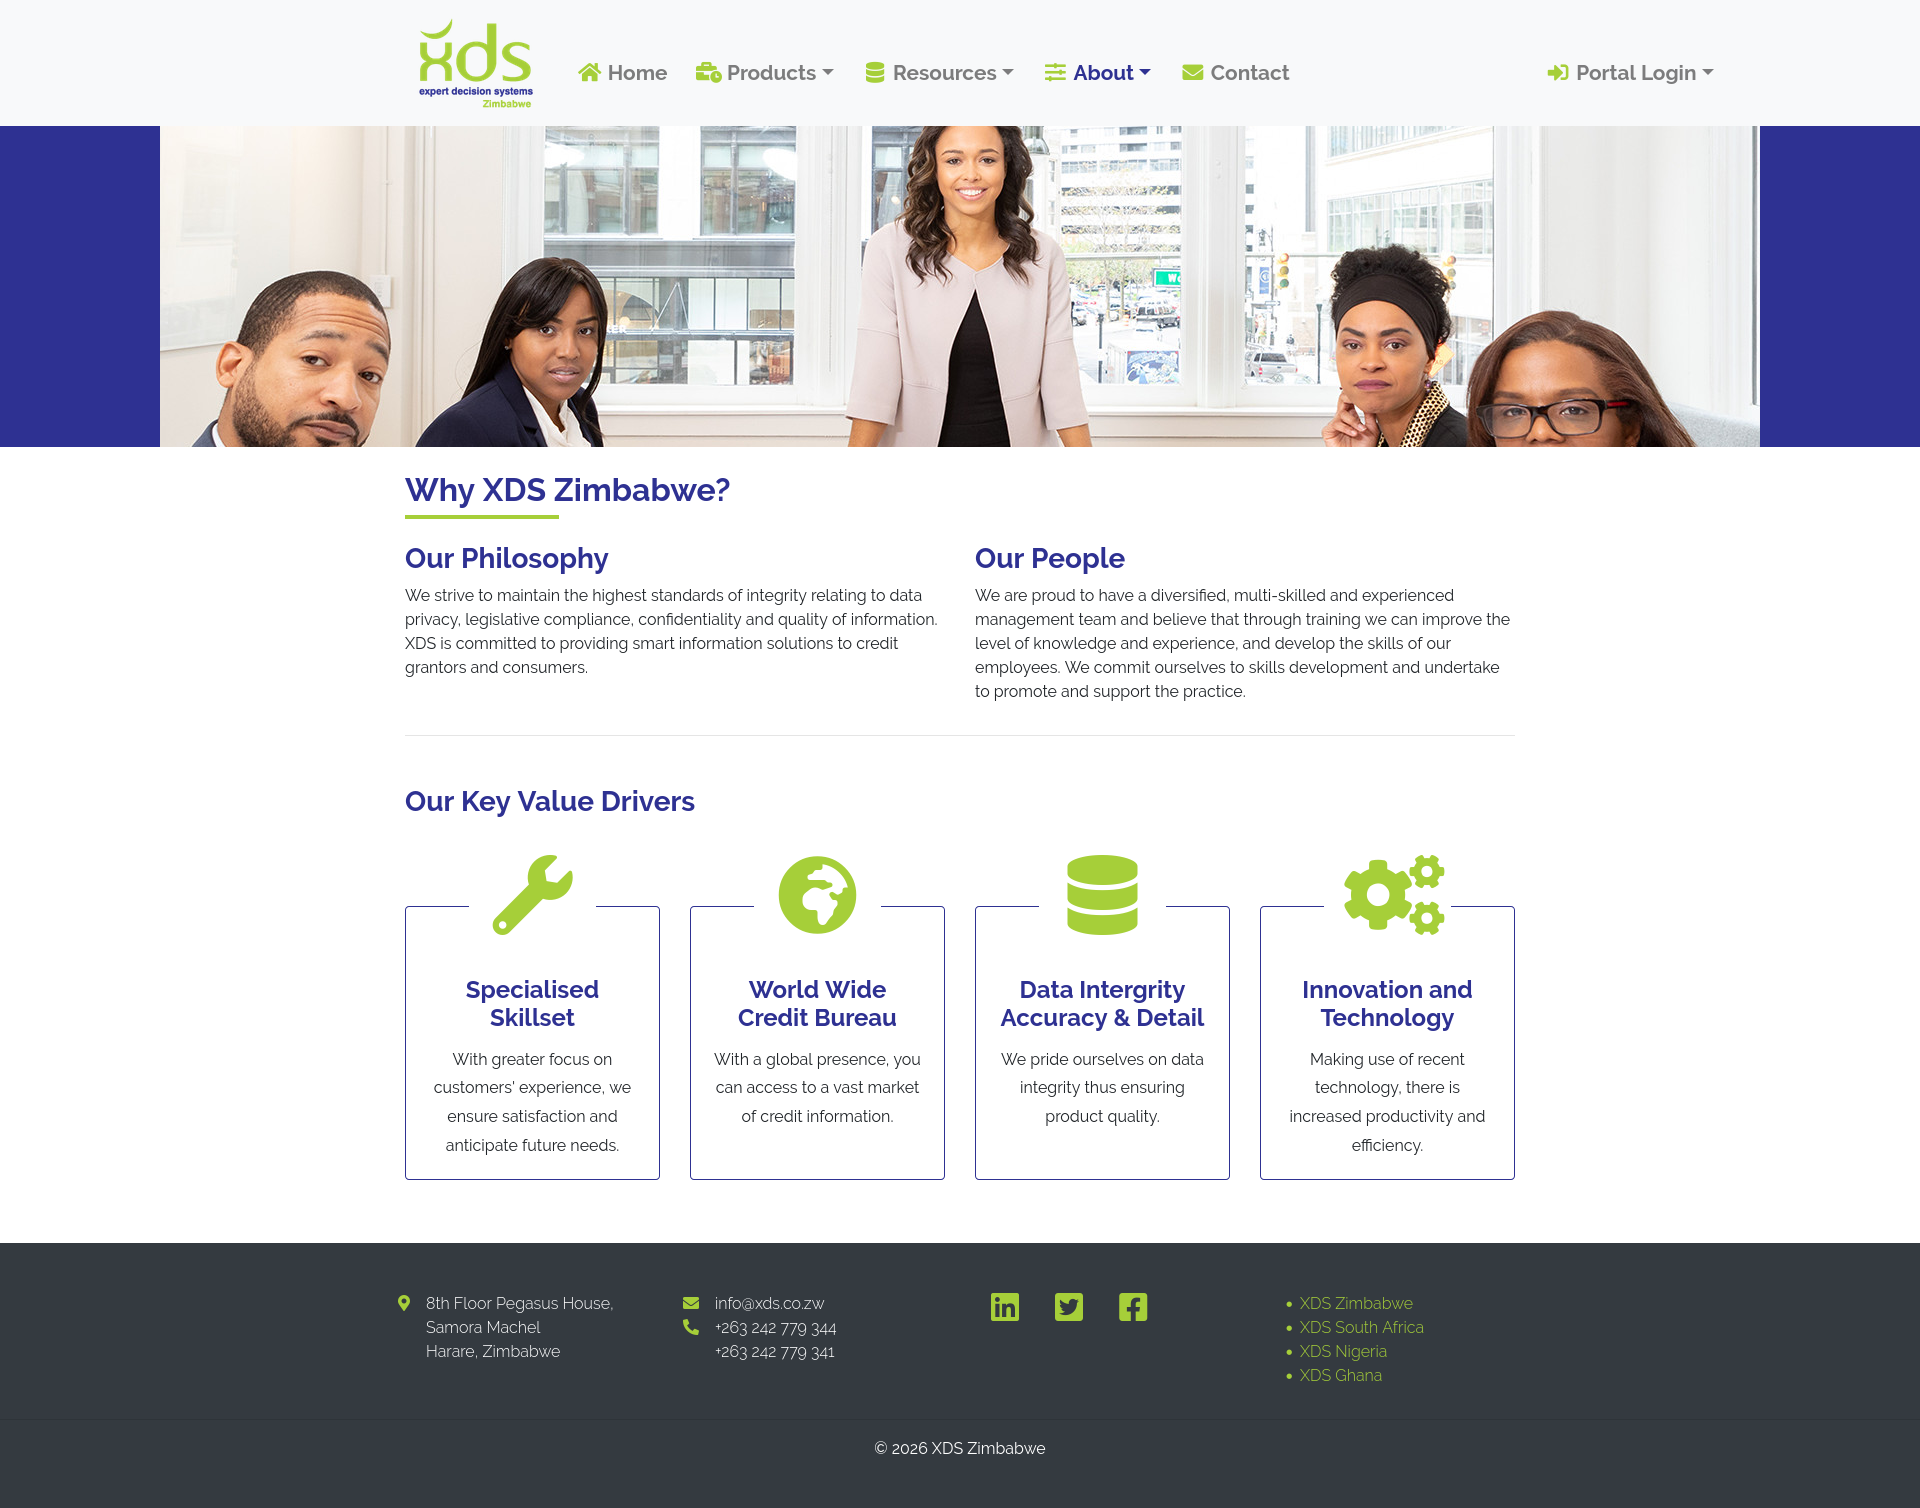 xds
expert decision systems
Zimbabwe
Home
Products
Resources
About
Contact
Portal Login
Why XDS Zimbabwe?
Our Philosophy
We strive to maintain the highest standards of integrity relating to data
privacy, legislative compliance, confidentiality and quality of information.
XDS is committed to providing smart information solutions to credit
grantors and consumers.
Our People
We are proud to have a diversified, multi-skilled and experienced
management team and believe that through training we can improve the
level of knowledge and experience, and develop the skills of our
employees. We commit ourselves to skills development and undertake
to promote and support the practice.
Our Key Value Drivers
Specialised
Skillset
With greater focus on
customers' experience, we
ensure satisfaction and
anticipate future needs.
World Wide
Credit Bureau
With a global presence, you
can access to a vast market
of credit information.
Data Intergrity
Accuracy & Detail
We pride ourselves on data
integrity thus ensuring
product quality.
Innovation and
Technology
Making use of recent
technology, there is
increased productivity and
efficiency.
8th Floor Pegasus House,
Samora Machel
Harare, Zimbabwe
info@xds.co.zw
+263 242 779 344
+263 242 779 341
XDS Zimbabwe
XDS South Africa
XDS Nigeria
XDS Ghana
© 2026 XDS Zimbabwe